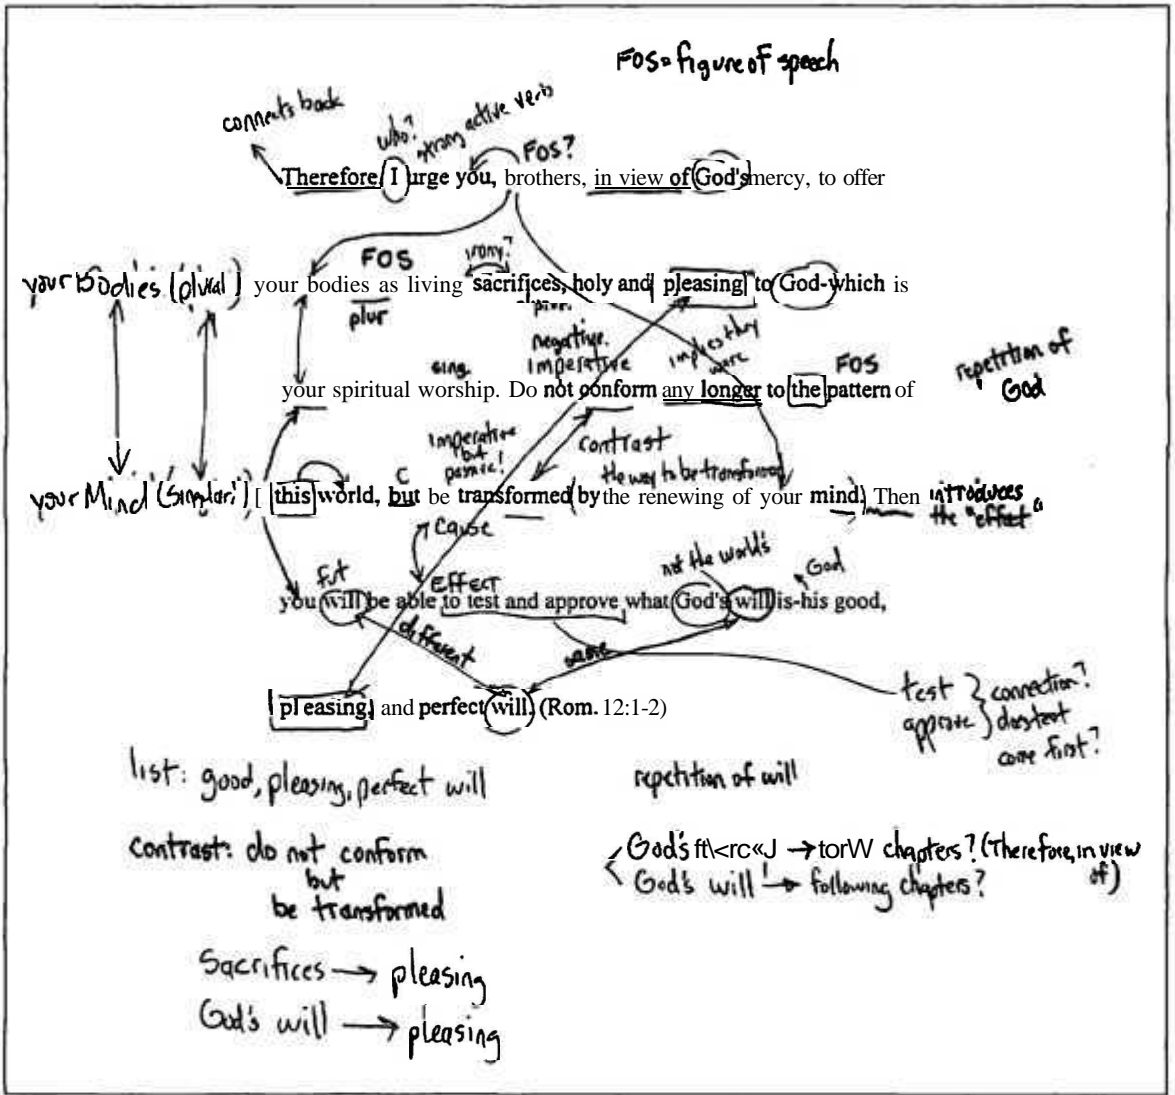 FOS = figure of speech
connects back
who?
strong active verb
FOS?
Therefore, I urge you, brothers, in view of God's mercy, to offer
FOS
irony?
your Bodies (plural) your bodies as living sacrifices, holy and pleasing to God-which is
plur
plur.
negative.
imperative
implies they
were
sing.
FOS
repetition of
God
your spiritual worship. Do not conform any longer to the pattern of
imperative
but
passive!
contrast
the way to be transformed
C
your Mind (singular) [ this world, but be transformed (by the renewing of your mind.) Then introduces
the "effect"
cause
not the world's
God
fut
EFFECT
you will be able to test and approve what God's will is-his good,
different
same
pleasing, and perfect will. (Rom. 12:1-2)
test } connection?
approve } does test
come first?
list: good, pleasing, perfect will
repetition of will
contrast: do not conform
but
be transformed
God's ft\<rc«J → torW chapters? (Therefore, in view
of)
God's will → following chapters?
Sacrifices → pleasing
God's will → pleasing